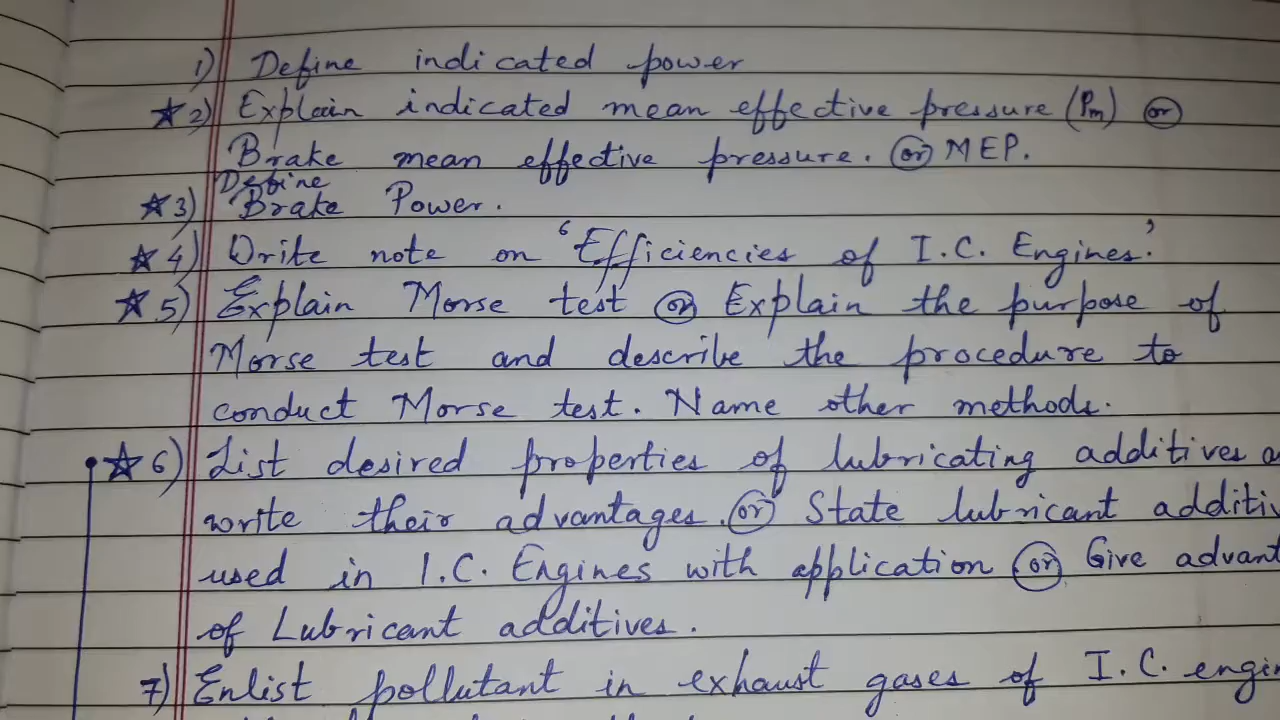 1) Define indicated power
★2) Explain indicated mean effective pressure (Pm) or
Brake mean effective pressure. or MEP.
Define
★3) Brake Power.
★4) Write note on 'Efficiencies of I.C. Engines.'
★5) Explain Morse test or Explain the purpose of
Morse test and describe the procedure to
conduct Morse test. Name other methods.
★6) List desired properties of lubricating additives
write their advantages. or State lubricant additiv
used in I.C. Engines with application or Give advant
of Lubricant additives.
7) Enlist pollutant in exhaust gases of I.C. engin